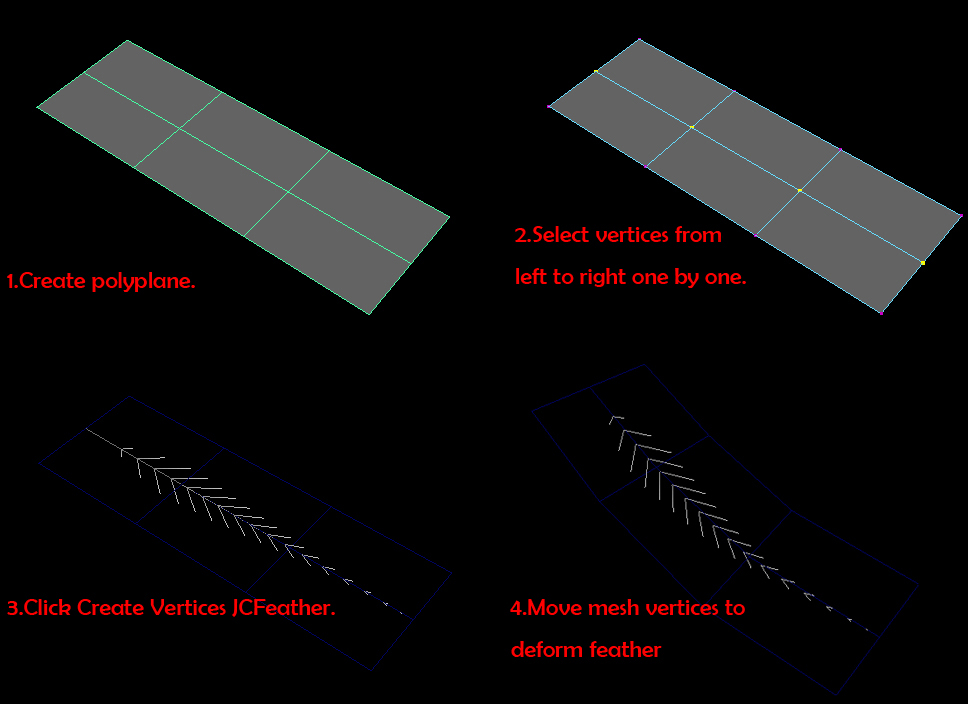 1.Create polyplane.
2.Select vertices from
left to right one by one.
3.Click Create Vertices JCFeather.
4.Move mesh vertices to
deform feather